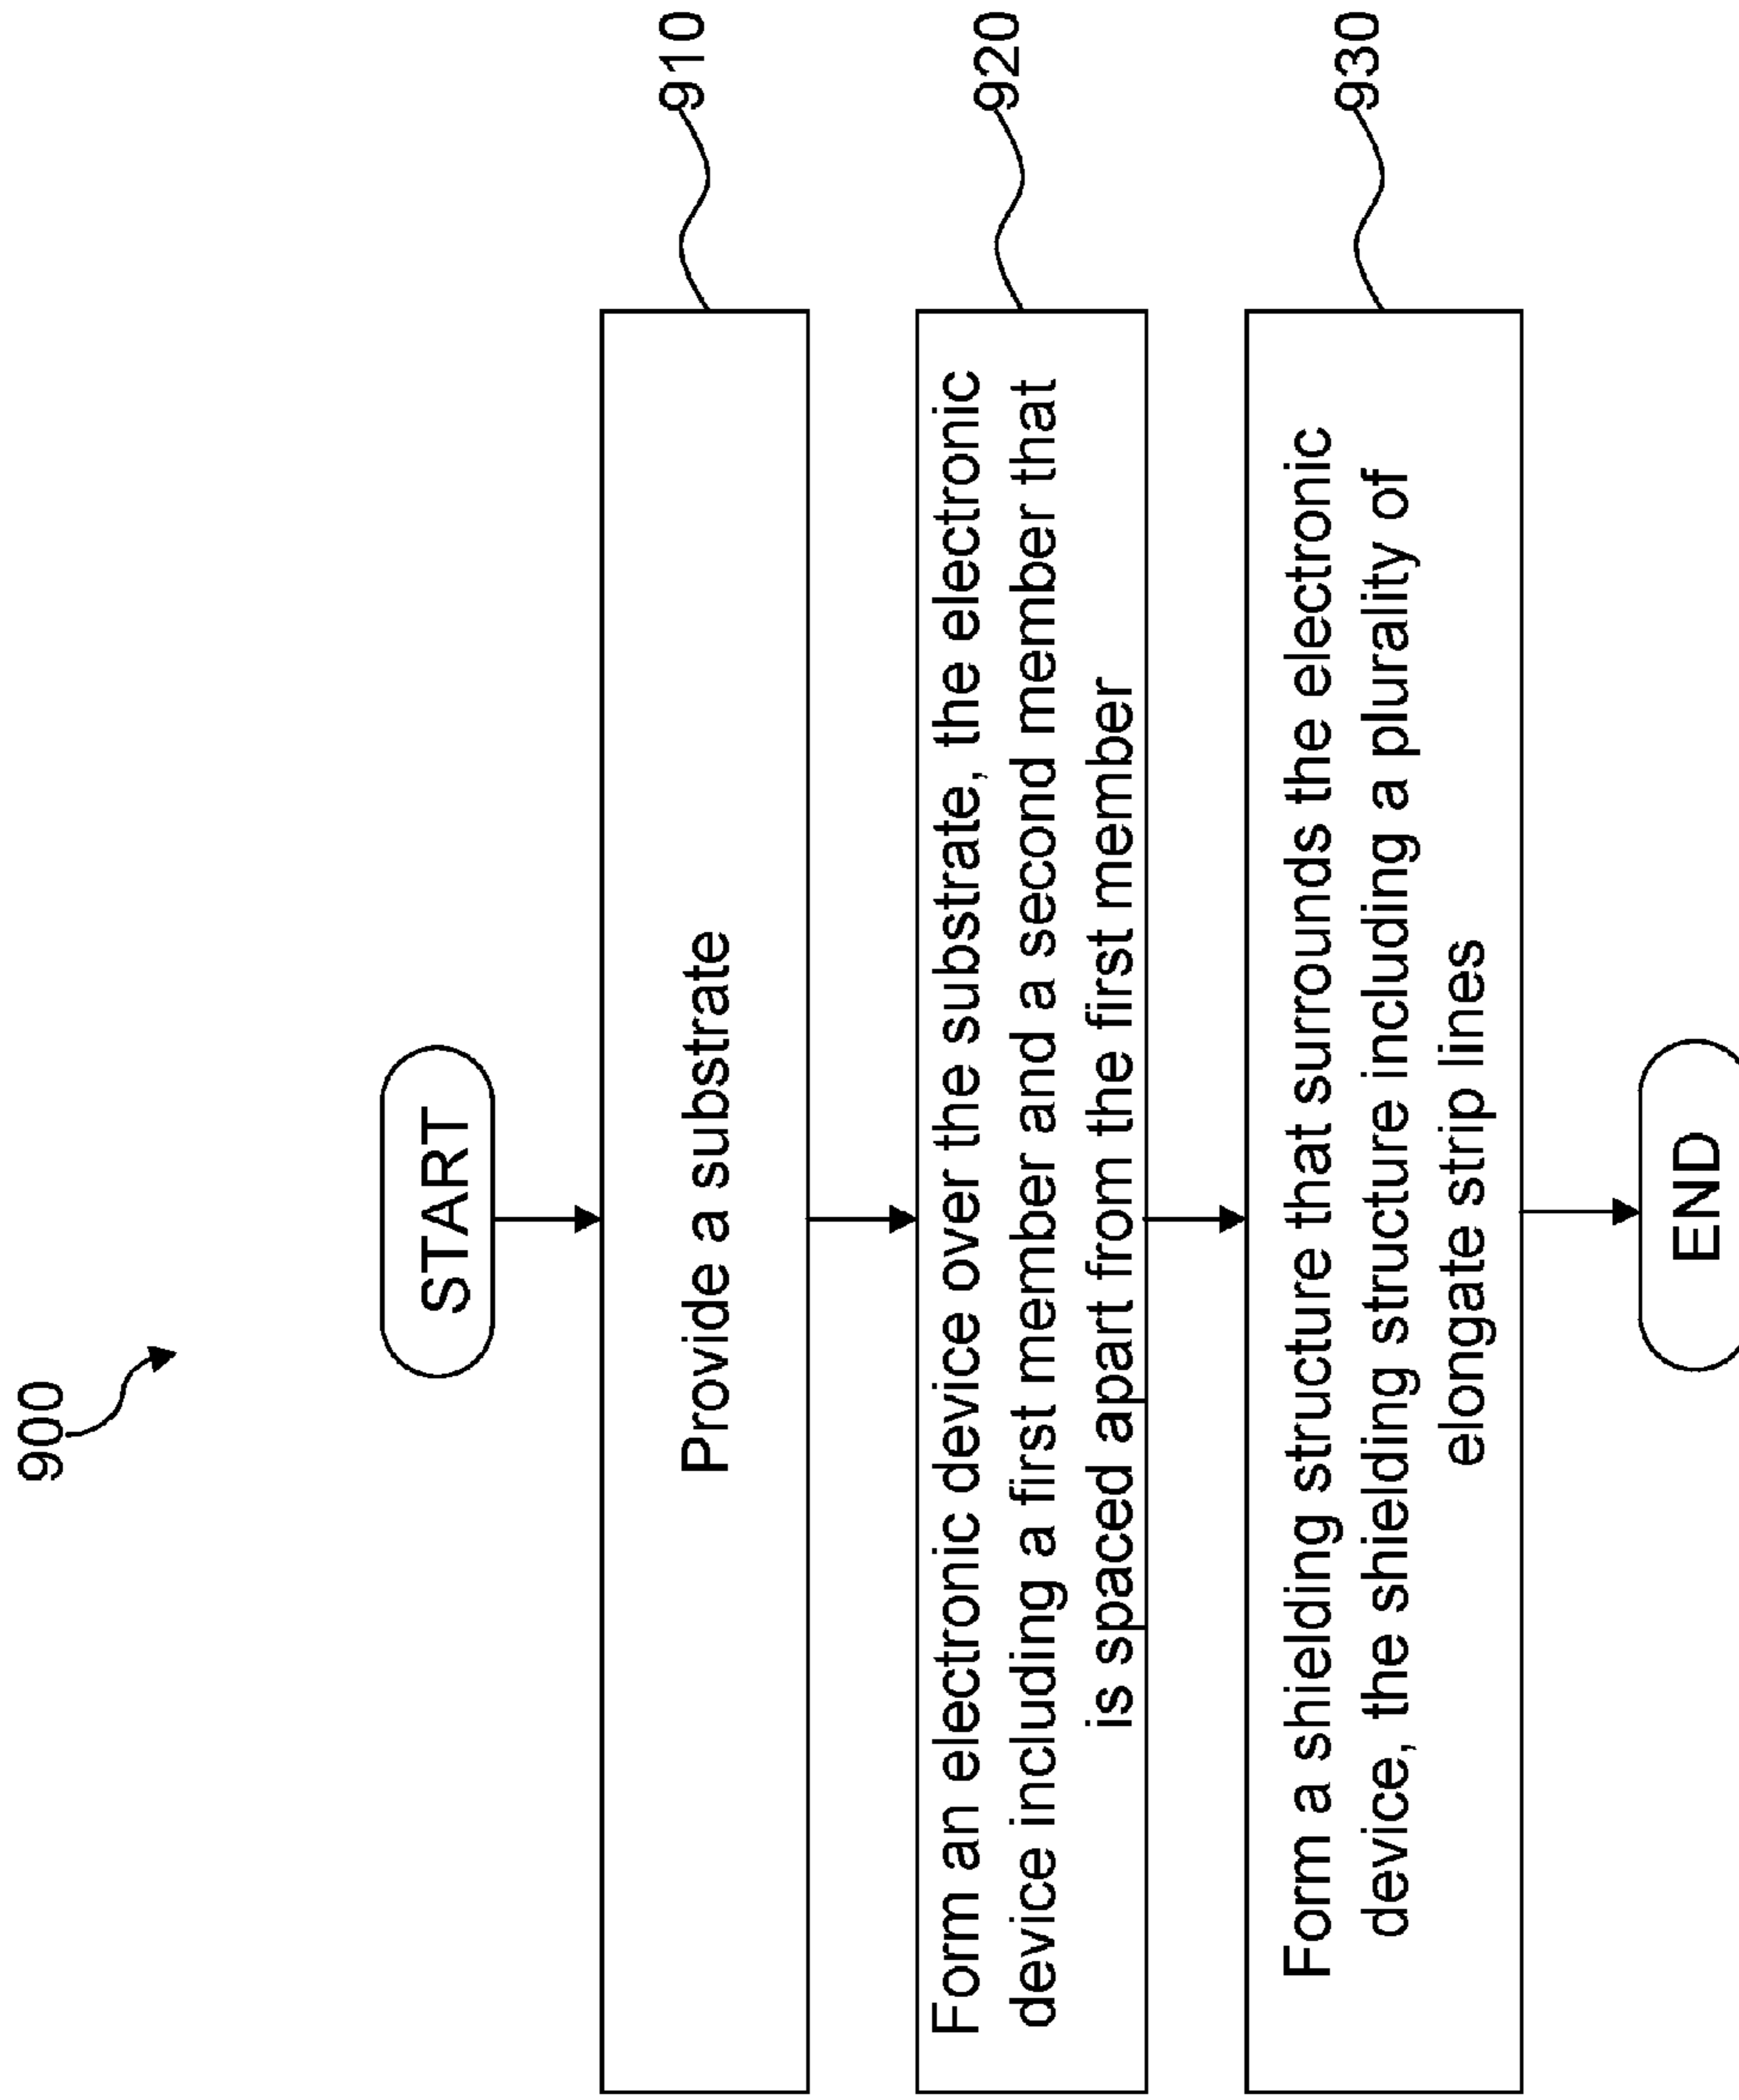 900
START
Provide a substrate
910
Form an electronic device over the substrate, the electronic
device including a first member and a second member that
is spaced apart from the first member
920
Form a shielding structure that surrounds the electronic
device, the shielding structure including a plurality of
elongate strip lines
930
END